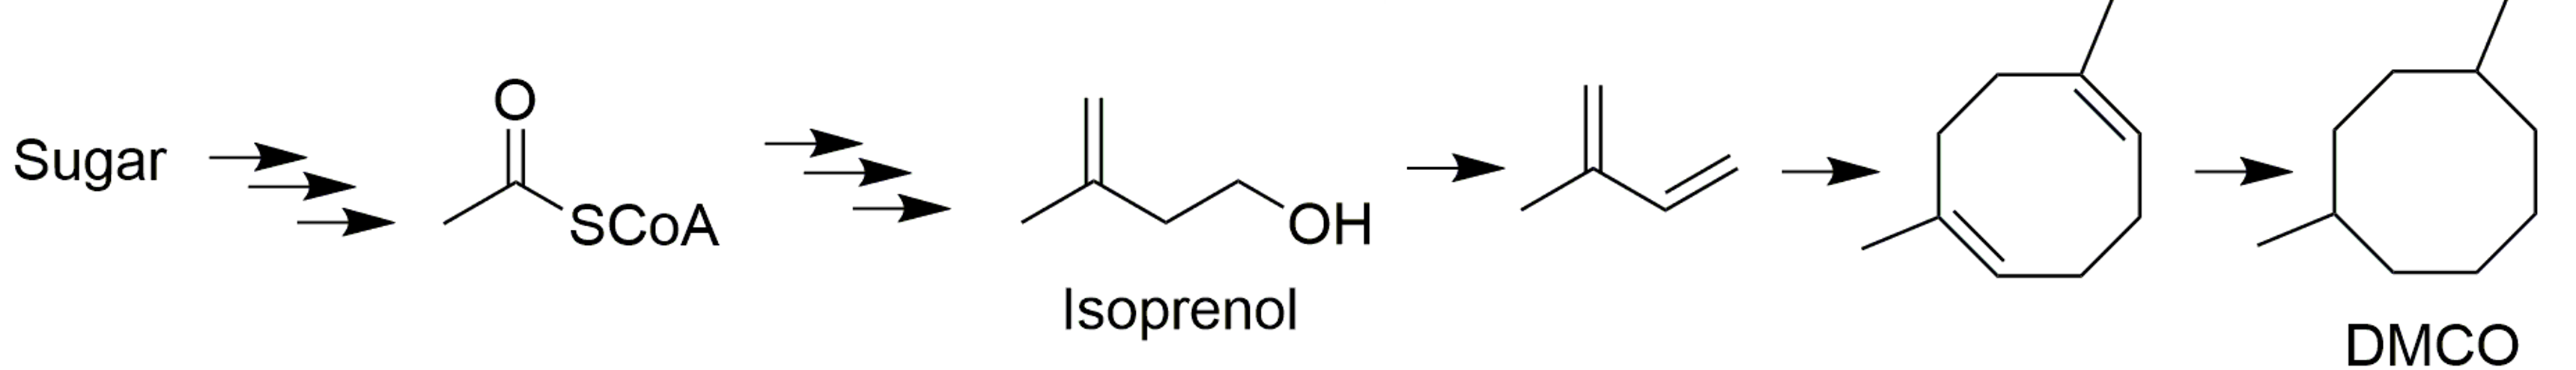 Sugar
O
SCoA
OH
Isoprenol
DMCO